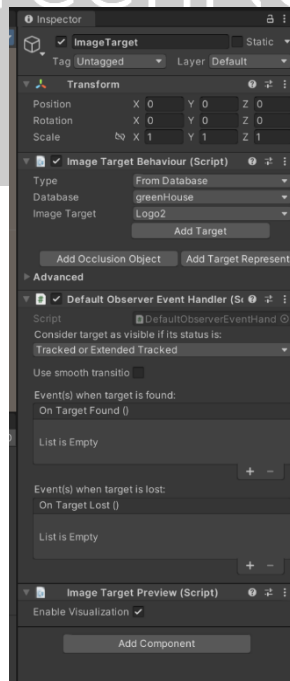 Inspector
ImageTarget Static
Tag Untagged Layer Default
Transform
Position X 0 Y 0 Z 0
Rotation X 0 Y 0 Z 0
Scale X 1 Y 1 Z 1
Image Target Behaviour (Script)
Type From Database
Database greenHouse
Image Target Logo2
Add Target
Add Occlusion Object Add Target Represent
Advanced
Default Observer Event Handler (Sc
Script DefaultObserverEventHand
Consider target as visible if its status is:
Tracked or Extended Tracked
Use smooth transitio
Event(s) when target is found:
On Target Found ()
List is Empty
+ -
Event(s) when target is lost:
On Target Lost ()
List is Empty
+ -
Image Target Preview (Script)
Enable Visualization
Add Component